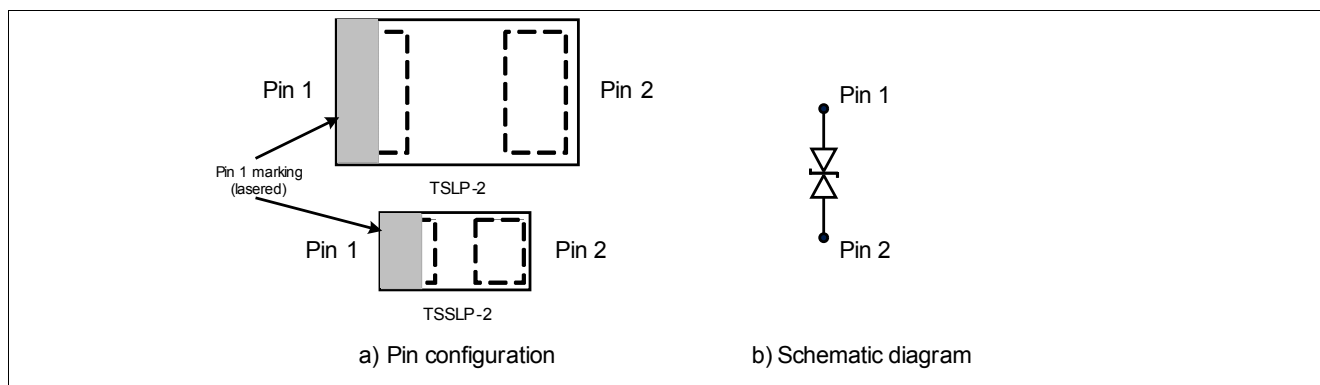 Pin 1
Pin 2
Pin 1 marking
(lasered)
TSLP-2
Pin 1
Pin 2
TSSLP-2
a) Pin configuration
Pin 1
Pin 2
b) Schematic diagram